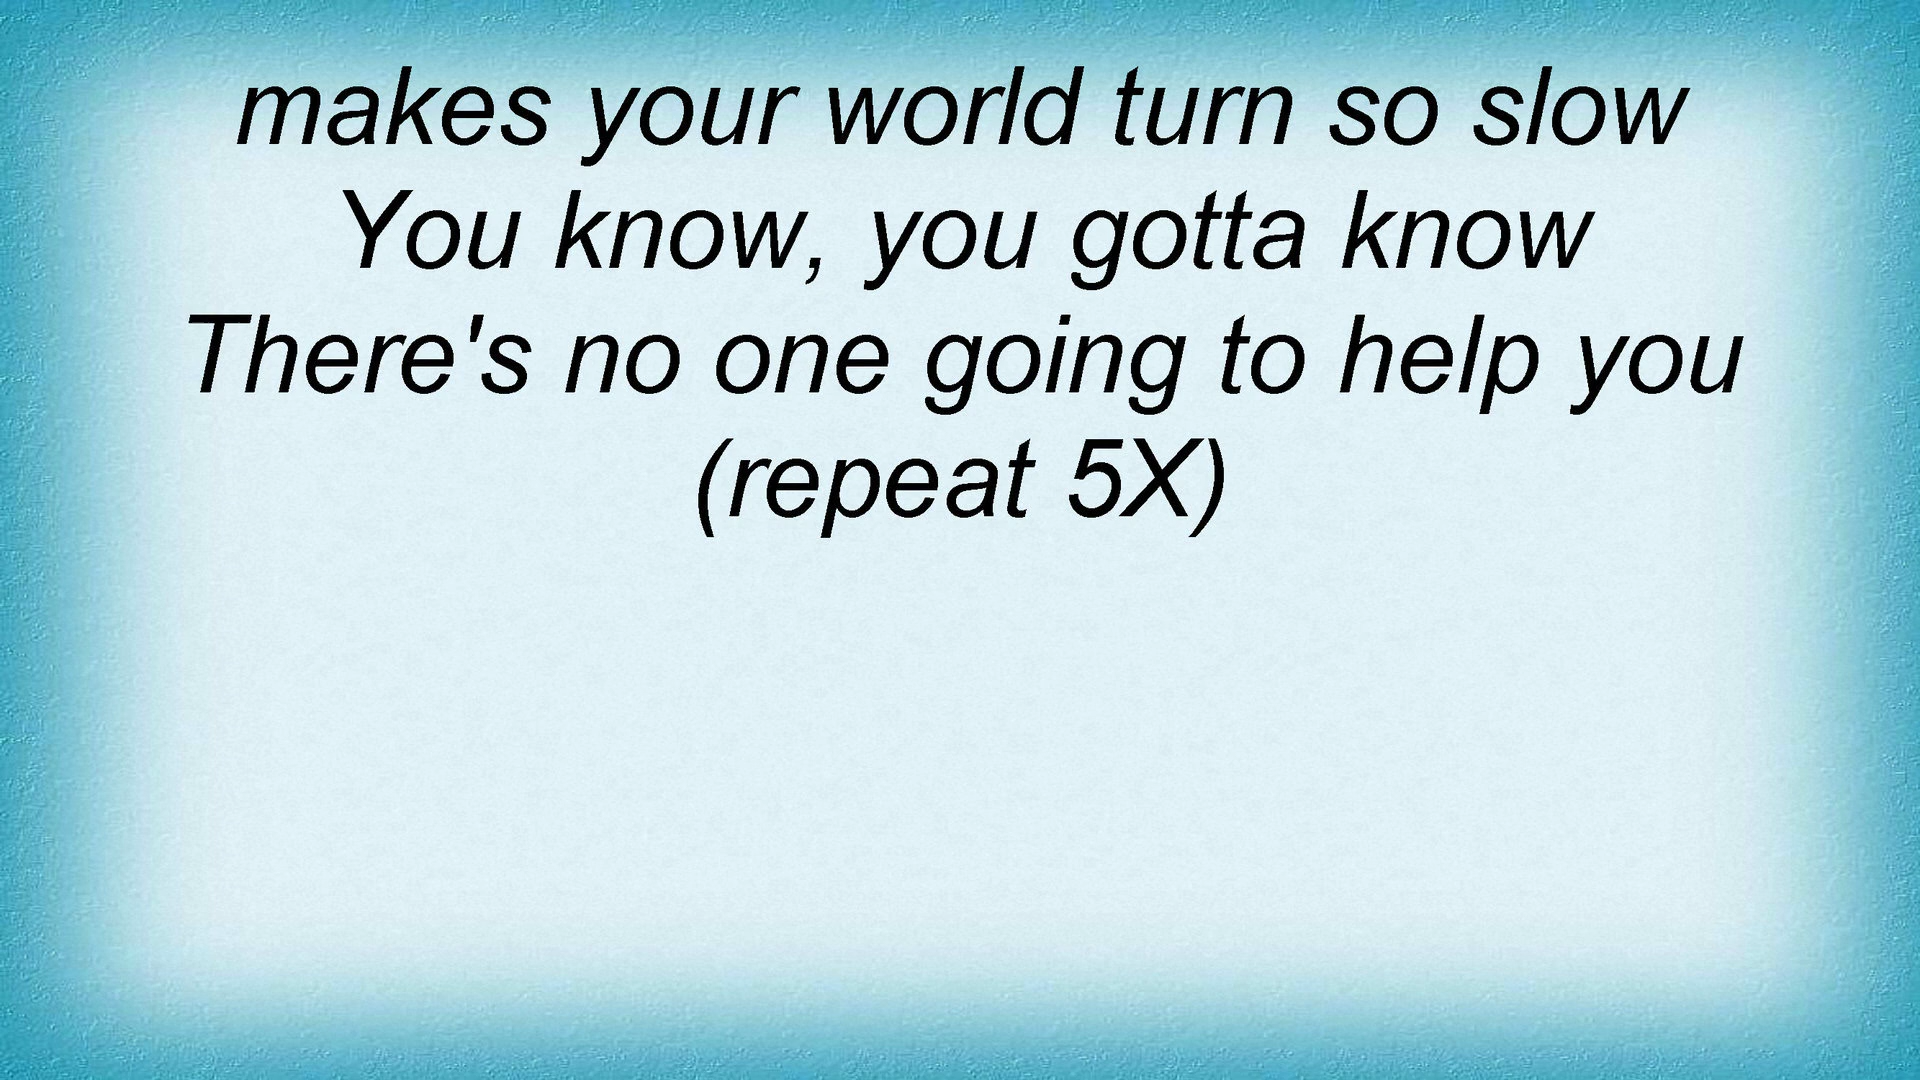 makes your world turn so slow
You know, you gotta know
There's no one going to help you
(repeat 5X)